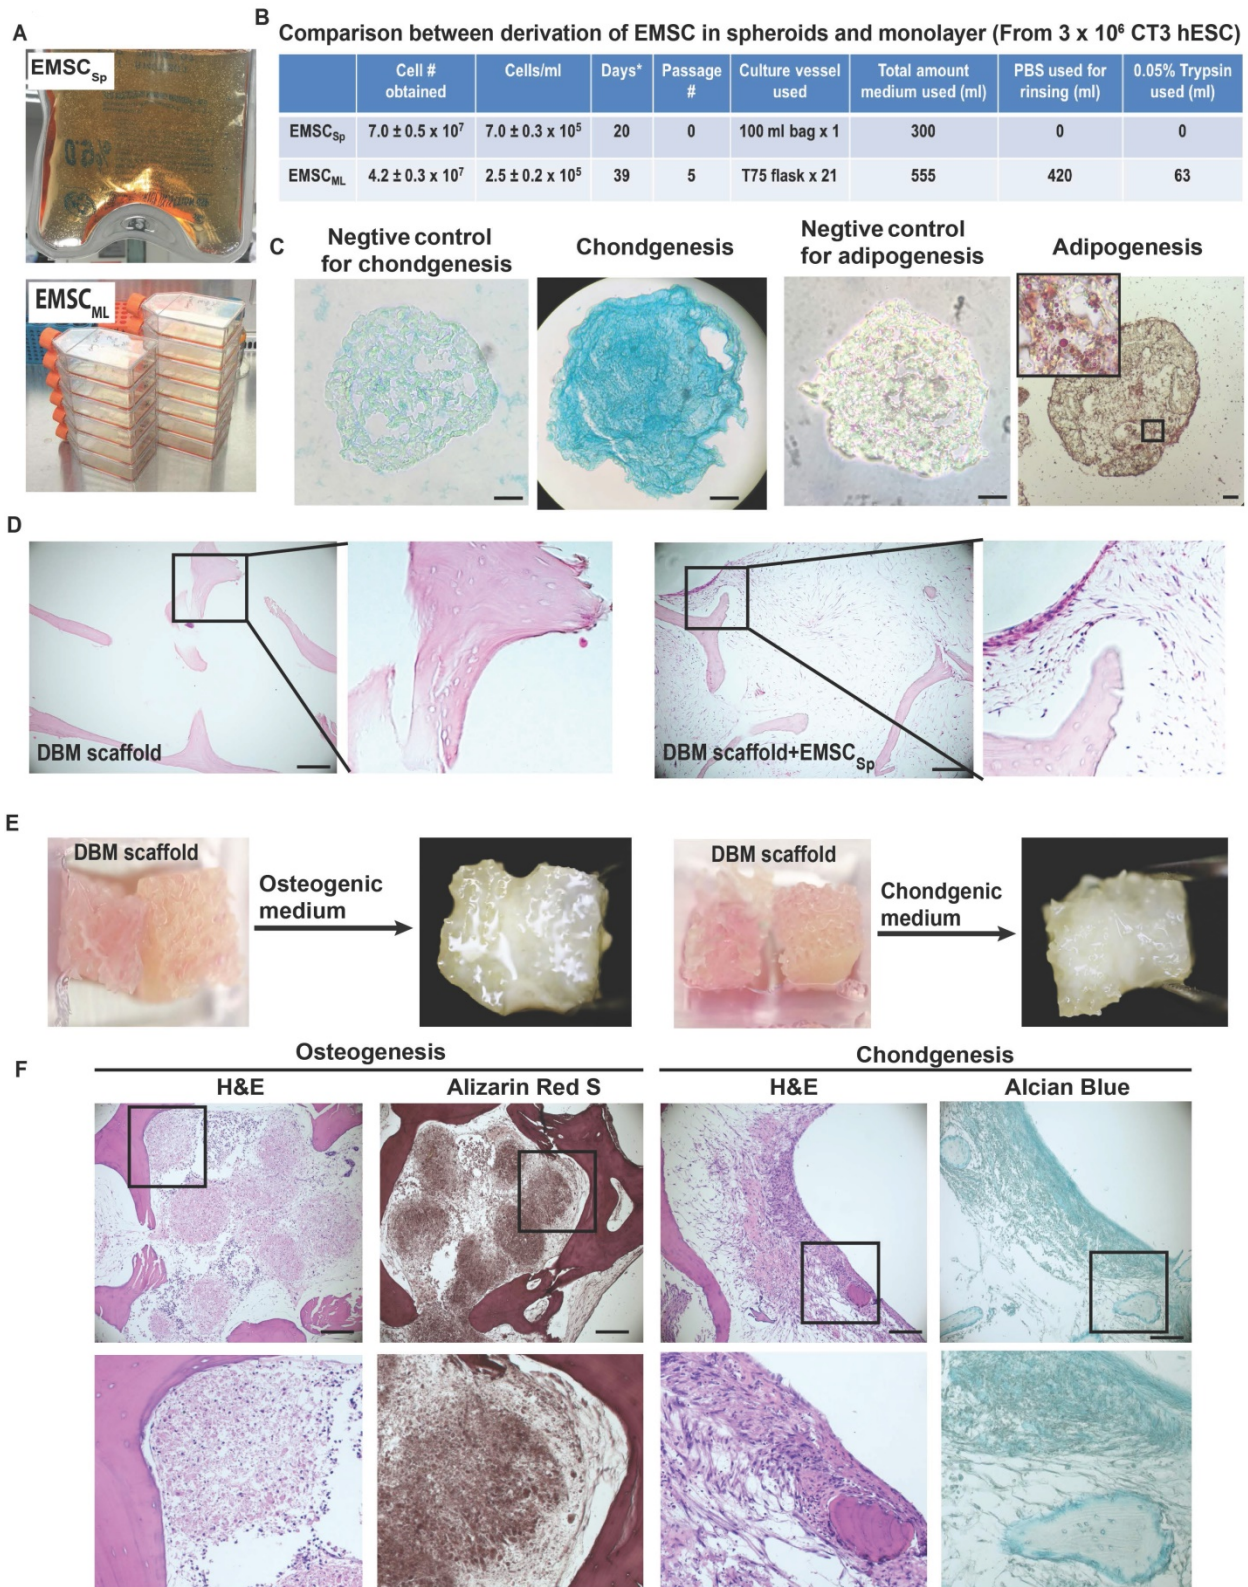 A
EMSC_Sp
EMSC_ML
B
Comparison between derivation of EMSC in spheroids and monolayer (From 3 x 10⁶ CT3 hESC)
Cell # obtained | Cells/ml | Days* | Passage # | Culture vessel used | Total amount medium used (ml) | PBS used for rinsing (ml) | 0.05% Trypsin used (ml)
EMSC_Sp | 7.0 ± 0.5 x 10⁷ | 7.0 ± 0.3 x 10⁵ | 20 | 0 | 100 ml bag x 1 | 300 | 0 | 0
EMSC_ML | 4.2 ± 0.3 x 10⁷ | 2.5 ± 0.2 x 10⁵ | 39 | 5 | T75 flask x 21 | 555 | 420 | 63
C
Negtive control
for chondgenesis
Chondgenesis
Negtive control
for adipogenesis
Adipogenesis
D
DBM scaffold
DBM scaffold+EMSC_Sp
E
DBM scaffold
Osteogenic
medium
DBM scaffold
Chondgenic
medium
F
Osteogenesis
H&E
Alizarin Red S
Chondgenesis
H&E
Alcian Blue